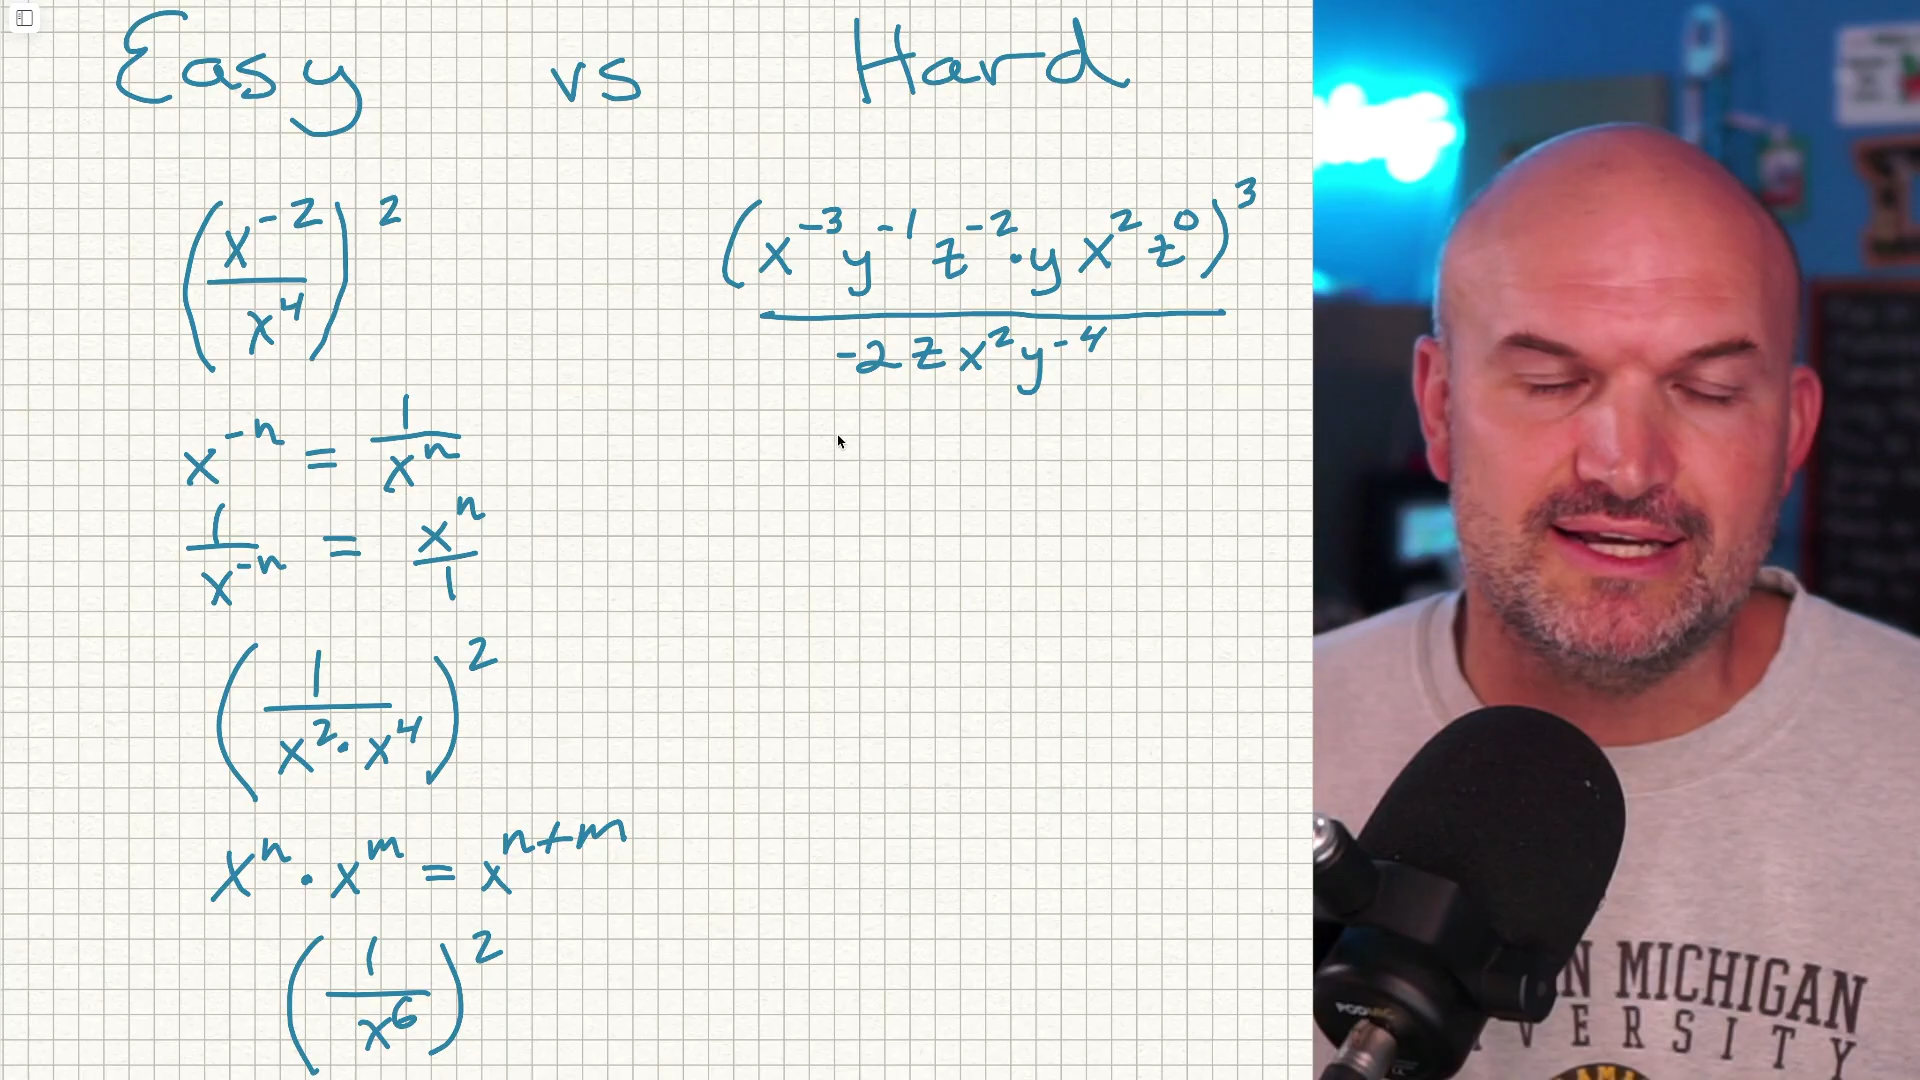 Easy vs Hard
(x^-2 / x^4)^2
(x^-3 y^-1 z^-2 · y x^2 z^0)^3 / -2 z x^2 y^-4
x^-n = 1 / x^n
1 / x^-n = x^n / 1
(1 / x^2 · x^4)^2
x^n · x^m = x^n+m
(1 / x^6)^2
N MICHIGAN
VERSITY